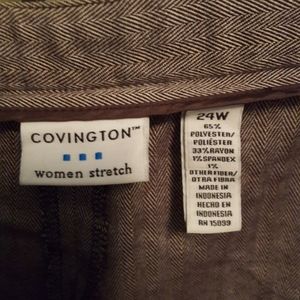 COVINGTON™
women stretch
24W
65%
POLYESTER/
POLIÉSTER
33% RAYON
1% SPANDEX
1%
OTHER FIBER/
OTRA FIBRA
MADE IN
INDONESIA
HECHO EN
INDONESIA
RN 15099